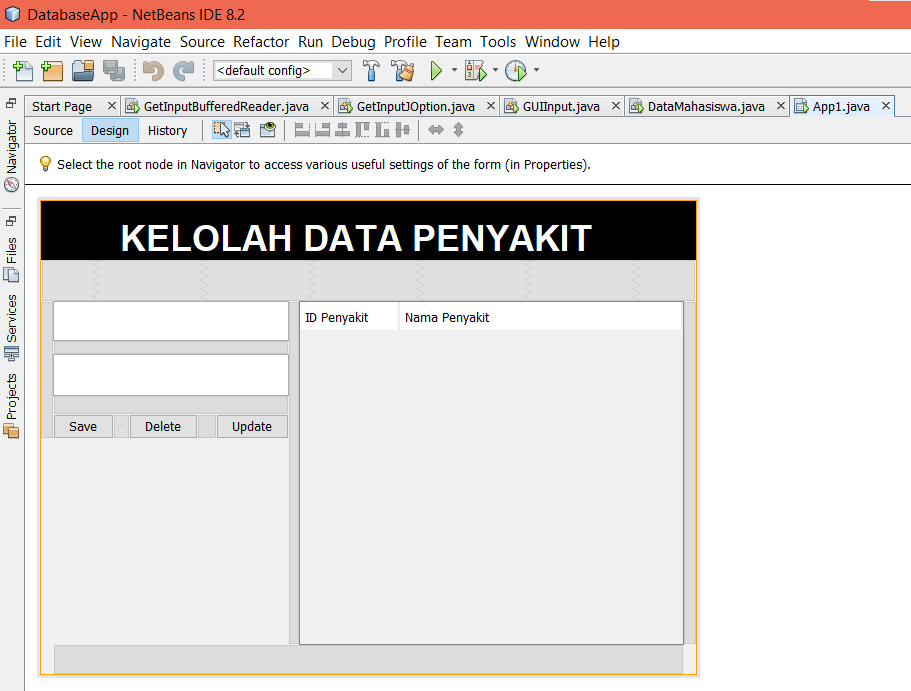 DatabaseApp - NetBeans IDE 8.2
File Edit View Navigate Source Refactor Run Debug Profile Team Tools Window Help
<default config>
Start Page GetInputBufferedReader.java GetInputJOption.java GUIInput.java DataMahasiswa.java App1.java
Source Design History
Select the root node in Navigator to access various useful settings of the form (in Properties).
Navigator
Files
Services
Projects
KELOLAH DATA PENYAKIT
ID Penyakit Nama Penyakit
Save Delete Update